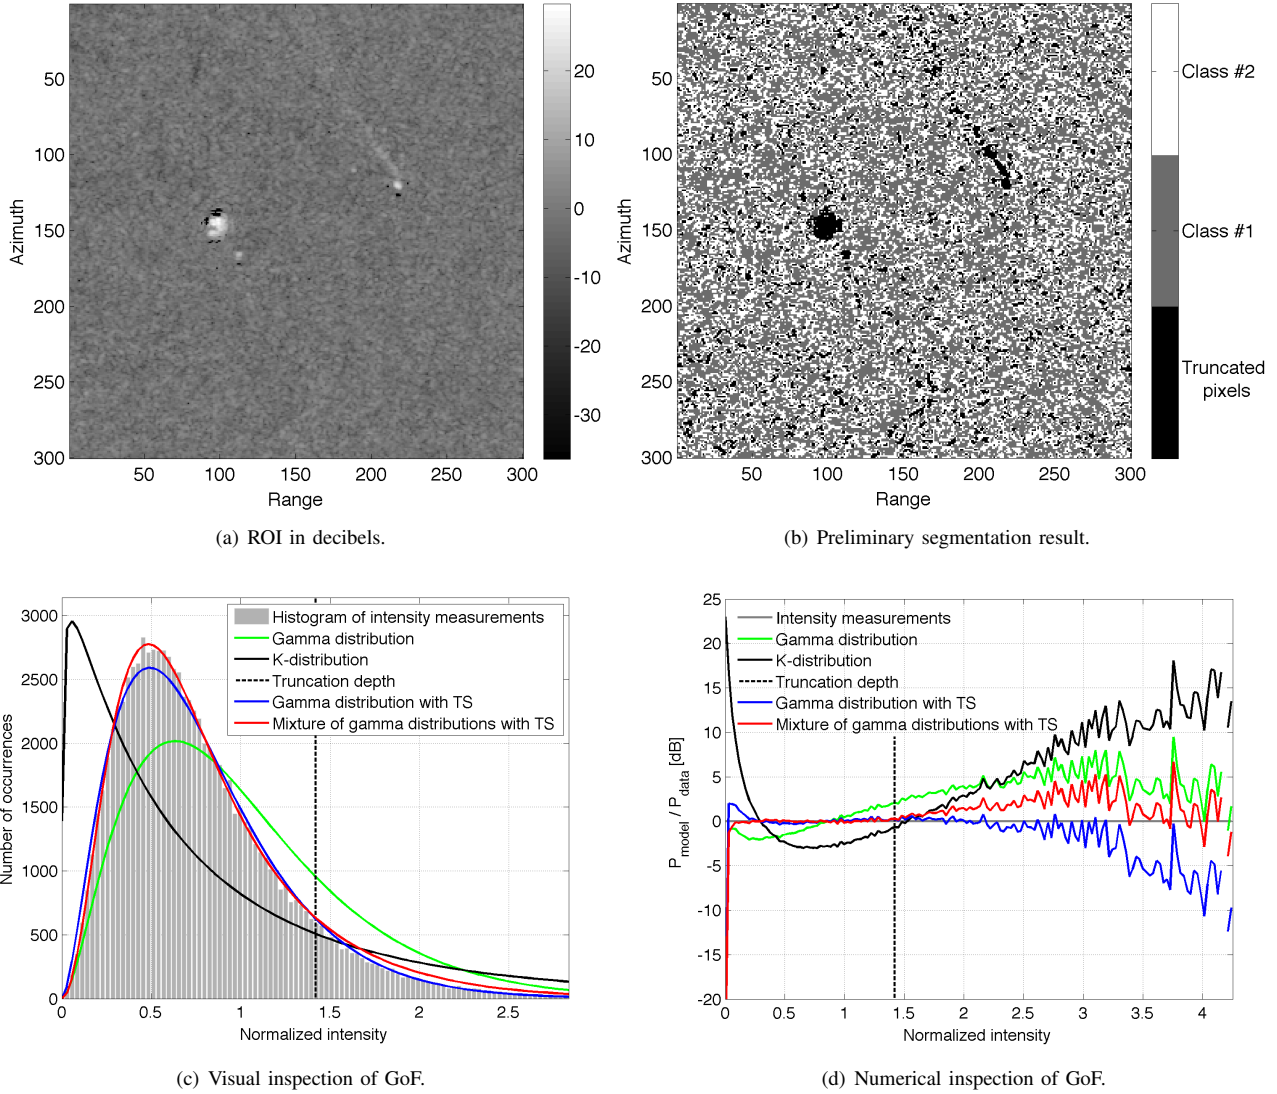 50
100
150
200
250
300
50 100 150 200 250 300
Azimuth
Range
20
10
0
-10
-20
-30
(a) ROI in decibels.
50
100
150
200
250
300
50 100 150 200 250 300
Azimuth
Range
Class #2
Class #1
Truncated
pixels
(b) Preliminary segmentation result.
3000
2500
2000
1500
1000
500
0
0 0.5 1 1.5 2 2.5
Number of occurrences
Normalized intensity
Histogram of intensity measurements
Gamma distribution
K-distribution
Truncation depth
Gamma distribution with TS
Mixture of gamma distributions with TS
(c) Visual inspection of GoF.
25
20
15
10
5
0
-5
-10
-15
-20
0 0.5 1 1.5 2 2.5 3 3.5 4
P model / P data [dB]
Normalized intensity
Intensity measurements
Gamma distribution
K-distribution
Truncation depth
Gamma distribution with TS
Mixture of gamma distributions with TS
(d) Numerical inspection of GoF.